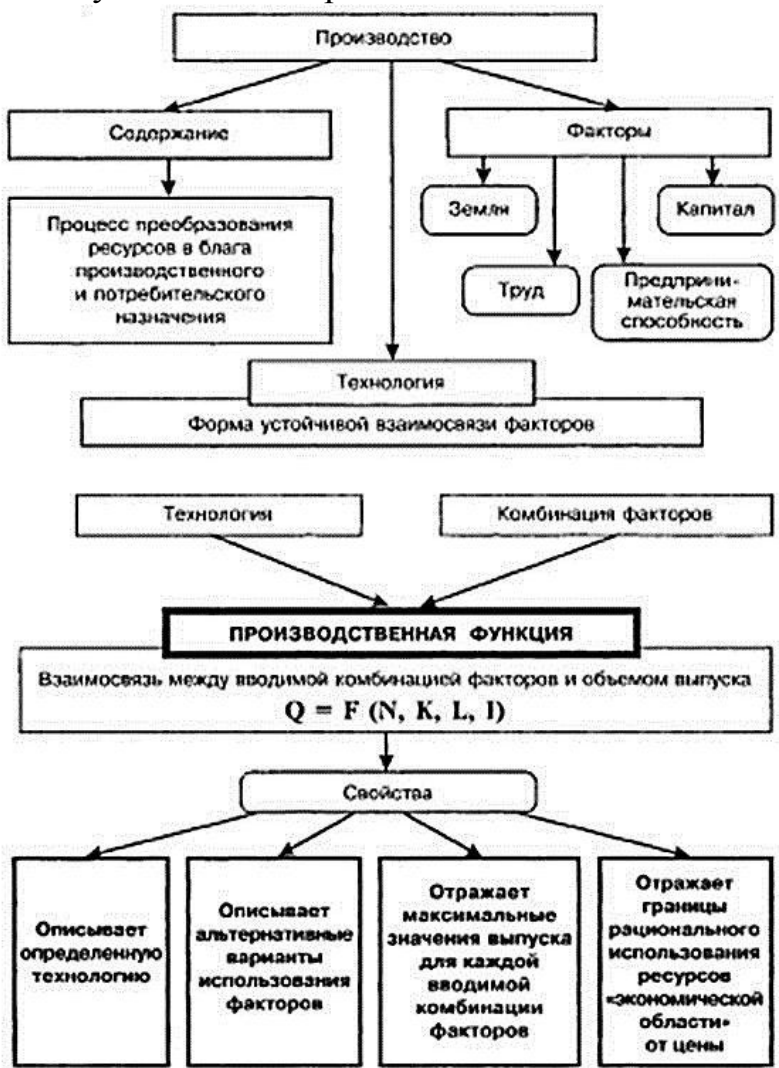 Производство
Содержание
Факторы
Процесс преобразования
ресурсов в блага
производственного
и потребительского
назначения
Земля
Капитал
Труд
Предприни-
мательская
способность
Технология
Форма устойчивой взаимосвязи факторов
Технология
Комбинация факторов
ПРОИЗВОДСТВЕННАЯ ФУНКЦИЯ
Взаимосвязь между вводимой комбинацией факторов и объемом выпуска
Q = F (N, K, L, I)
Свойства
Описывает
определенную
технологию
Описывает
альтернативные
варианты
использования
факторов
Отражает
максимальные
значения выпуска
для каждой
вводимой
комбинации
факторов
Отражает
границы
рационального
использования
ресурсов
«экономической
области»
от цены